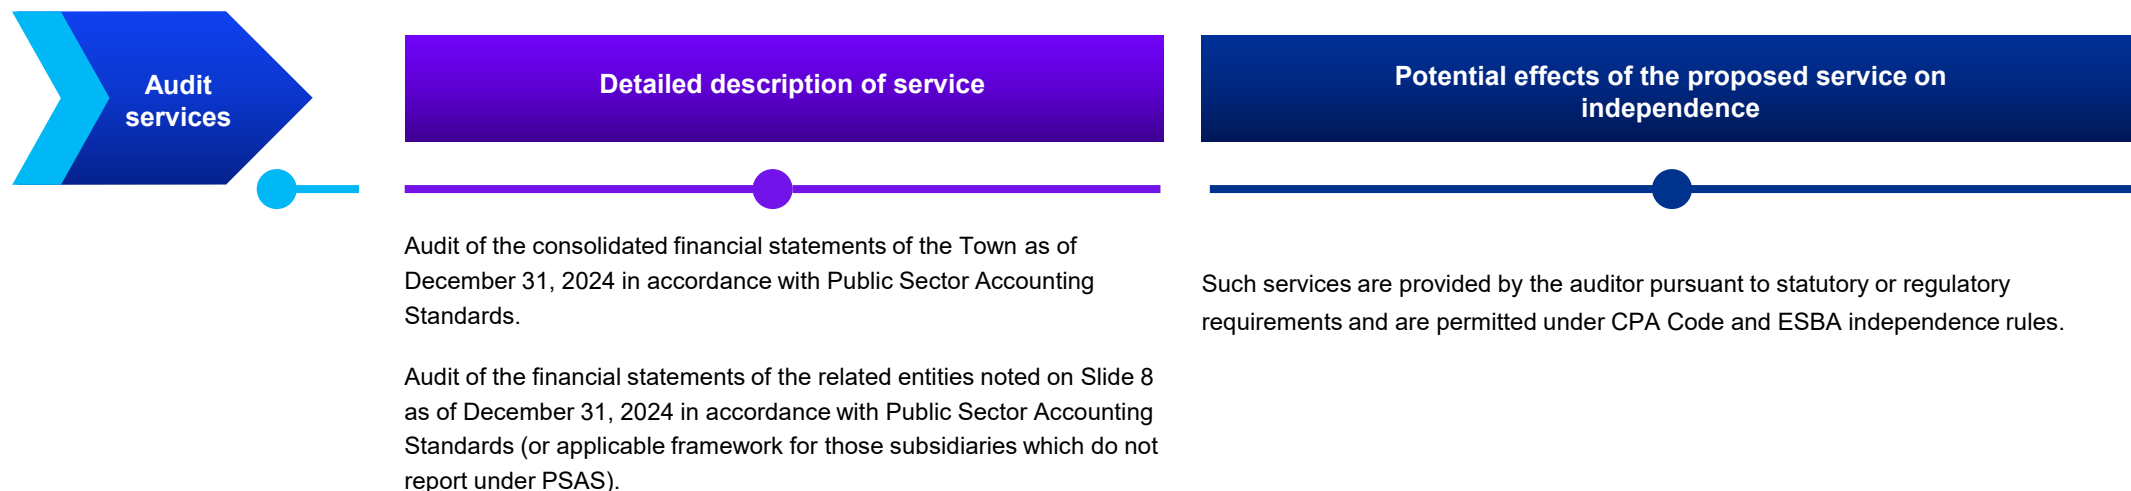 Audit
services
Detailed description of service
Potential effects of the proposed service on
independence
Audit of the consolidated financial statements of the Town as of
December 31, 2024 in accordance with Public Sector Accounting
Standards.
Audit of the financial statements of the related entities noted on Slide 8
as of December 31, 2024 in accordance with Public Sector Accounting
Standards (or applicable framework for those subsidiaries which do not
report under PSAS).
Such services are provided by the auditor pursuant to statutory or regulatory
requirements and are permitted under CPA Code and ESBA independence rules.